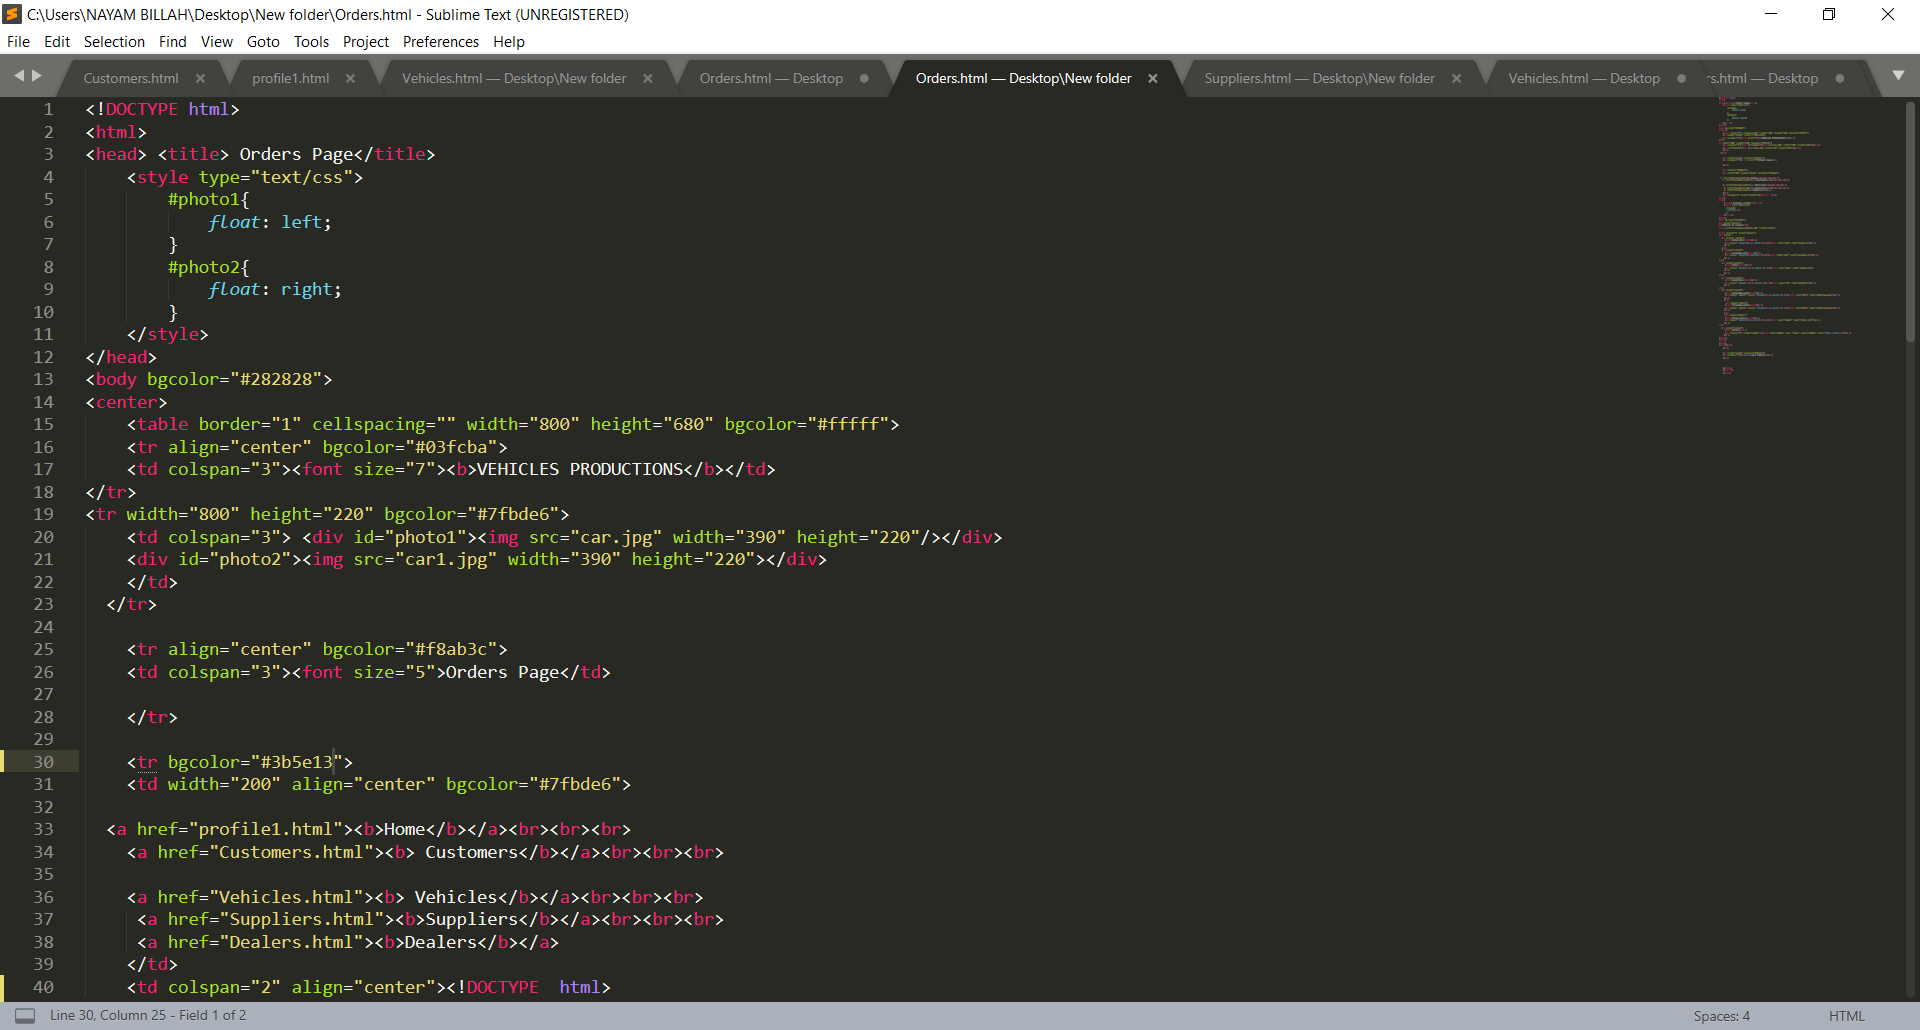 C:\Users\NAYAM BILLAH\Desktop\New folder\Orders.html - Sublime Text (UNREGISTERED)
File Edit Selection Find View Goto Tools Project Preferences Help
Customers.html profile1.html Vehicles.html — Desktop\New folder Orders.html — Desktop Orders.html — Desktop\New folder Suppliers.html — Desktop\New folder Vehicles.html — Desktop rs.html — Desktop
1 <!DOCTYPE html>
2 <html>
3 <head> <title> Orders Page</title>
4     <style type="text/css">
5         #photo1{
6             float: left;
7         }
8         #photo2{
9             float: right;
10         }
11     </style>
12 </head>
13 <body bgcolor="#282828">
14 <center>
15     <table border="1" cellspacing="" width="800" height="680" bgcolor="#fffff">
16     <tr align="center" bgcolor="#03fcba">
17     <td colspan="3"><font size="7"><b>VEHICLES PRODUCTIONS</b></td>
18 </tr>
19 <tr width="800" height="220" bgcolor="#7fbde6">
20     <td colspan="3"> <div id="photo1"><img src="car.jpg" width="390" height="220"/></div>
21     <div id="photo2"><img src="car1.jpg" width="390" height="220"></div>
22     </td>
23   </tr>
24
25     <tr align="center" bgcolor="#f8ab3c">
26     <td colspan="3"><font size="5">Orders Page</td>
27
28     </tr>
29
30     <tr bgcolor="#3b5e13">
31     <td width="200" align="center" bgcolor="#7fbde6">
32
33   <a href="profile1.html"><b>Home</b></a><br><br><br>
34     <a href="Customers.html"><b> Customers</b></a><br><br><br>
35
36     <a href="Vehicles.html"><b> Vehicles</b></a><br><br><br>
37      <a href="Suppliers.html"><b>Suppliers</b></a><br><br><br>
38      <a href="Dealers.html"><b>Dealers</b></a>
39     </td>
40     <td colspan="2" align="center"><!DOCTYPE  html>
Line 30, Column 25 - Field 1 of 2 Spaces: 4 HTML